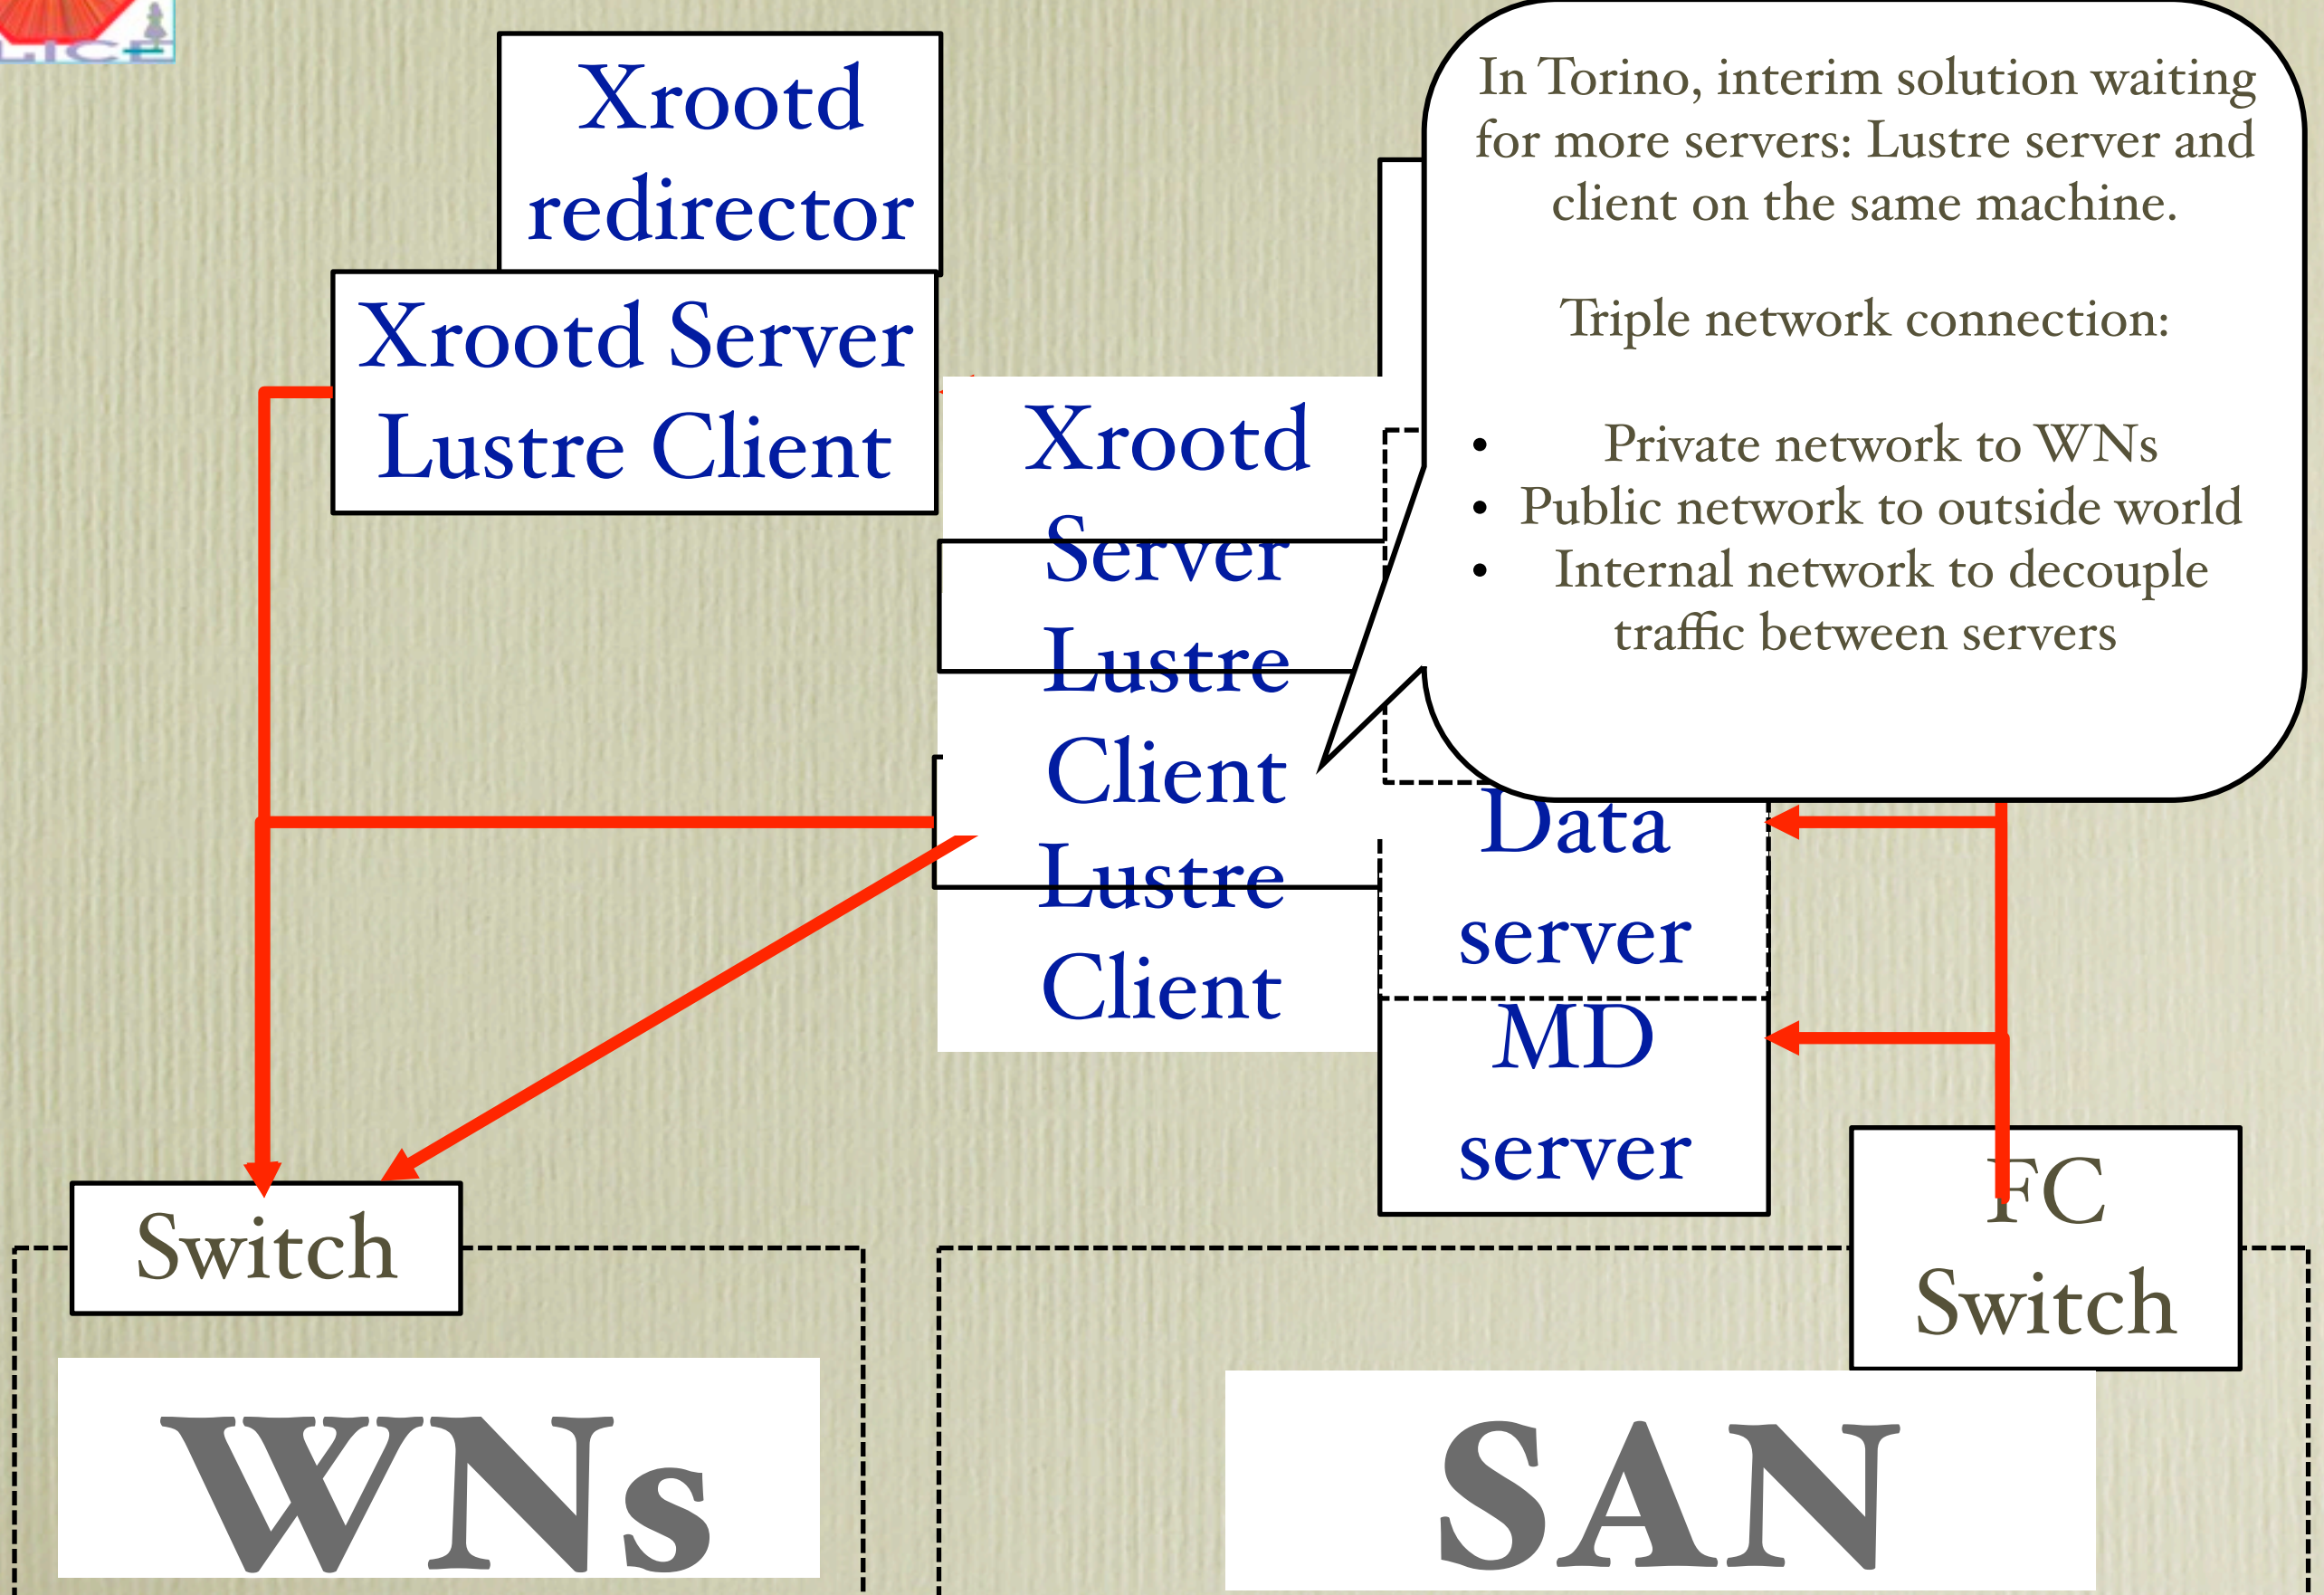 LICE
Xrootd
redirector
Xrootd Server
Lustre Client
Xrootd
Server
Lustre
Client
Lustre
Client
In Torino, interim solution waiting
for more servers: Lustre server and
client on the same machine.
Triple network connection:
• Private network to WNs
• Public network to outside world
• Internal network to decouple
traffic between servers
Data
server
MD
server
Switch
FC
Switch
WNs
SAN